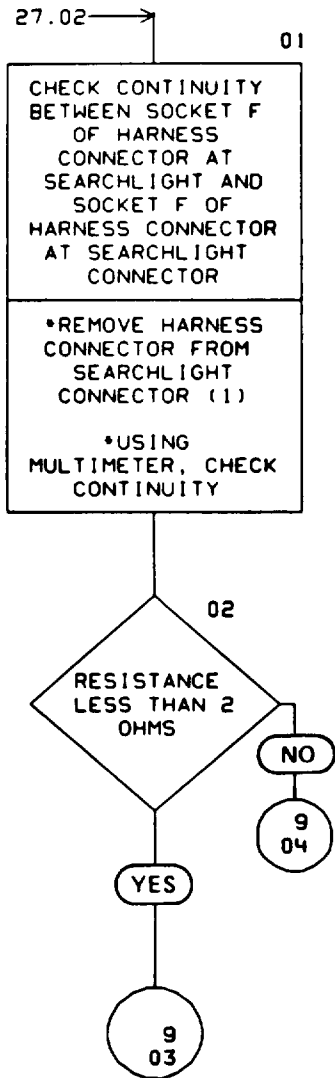 27.02
01
CHECK CONTINUITY
BETWEEN SOCKET F
OF HARNESS
CONNECTOR AT
SEARCHLIGHT AND
SOCKET F OF
HARNESS CONNECTOR
AT SEARCHLIGHT
CONNECTOR
*REMOVE HARNESS
CONNECTOR FROM
SEARCHLIGHT
CONNECTOR (1)
*USING
MULTIMETER, CHECK
CONTINUITY
02
RESISTANCE
LESS THAN 2
OHMS
NO
9
04
YES
9
03